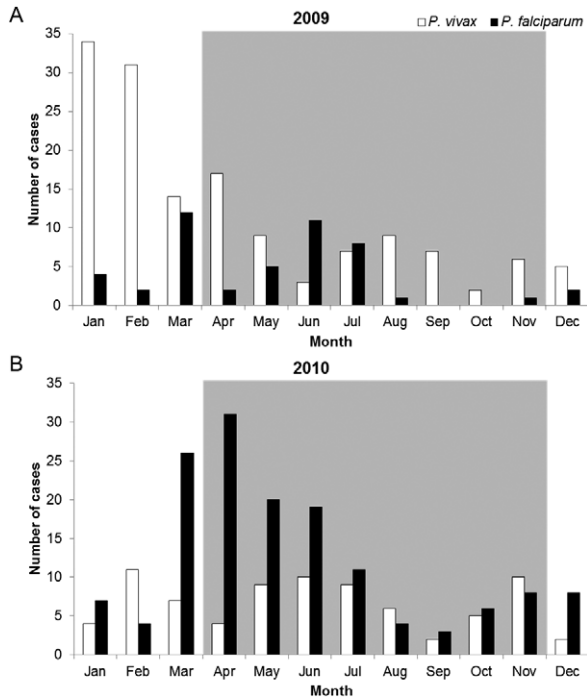 A
2009
P. vivax P. falciparum
Number of cases
35
30
25
20
15
10
5
0
Jan Feb Mar Apr May Jun Jul Aug Sep Oct Nov Dec
Month
B
2010
Number of cases
35
30
25
20
15
10
5
0
Jan Feb Mar Apr May Jun Jul Aug Sep Oct Nov Dec
Month